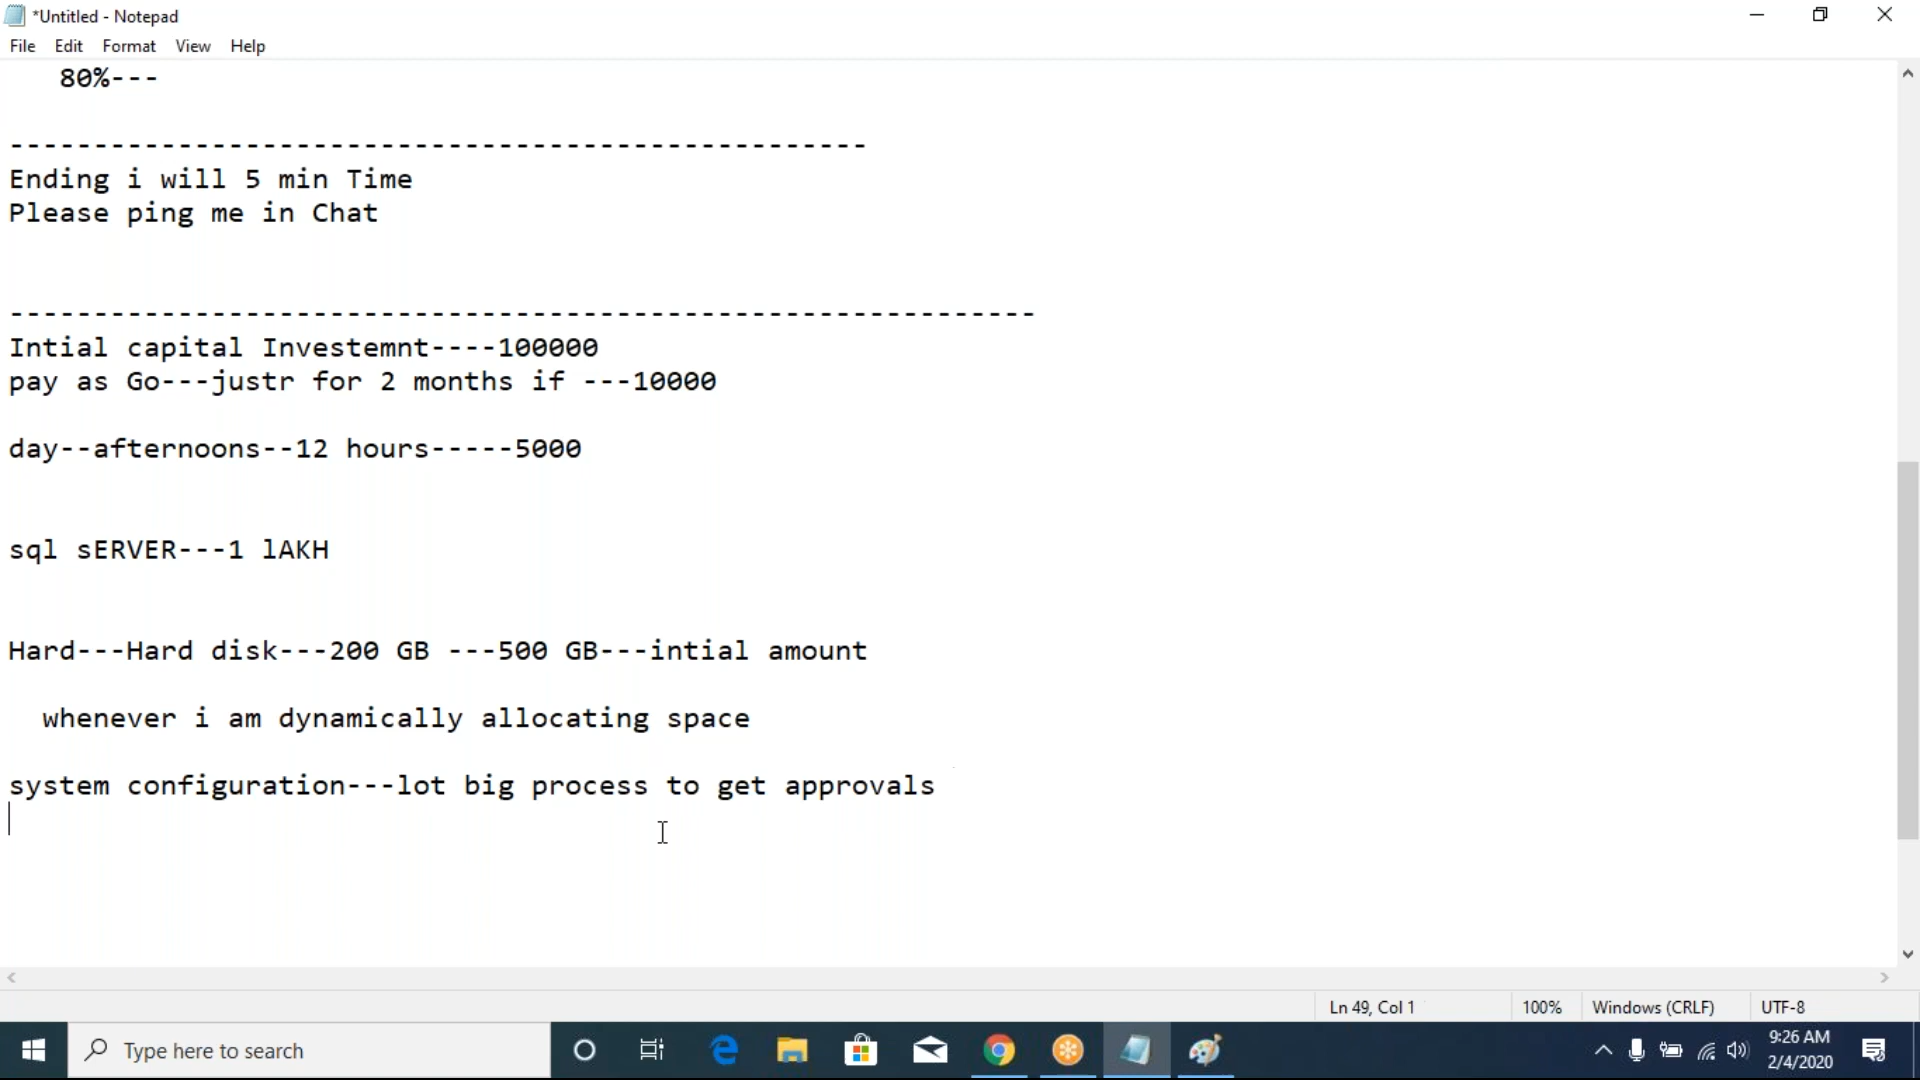 *Untitled - Notepad
File Edit Format View Help
80%---
---------------------------------------------------
Ending i will 5 min Time
Please ping me in Chat
-------------------------------------------------------------
Intial capital Investemnt----100000
pay as Go---justr for 2 months if ---10000
day--afternoons--12 hours-----5000
sql sERVER---1 lAKH
Hard---Hard disk---200 GB ---500 GB---intial amount
whenever i am dynamically allocating space
system configuration---lot big process to get approvals
Ln 49, Col 1 100% Windows (CRLF) UTF-8
Type here to search
9:26 AM
2/4/2020